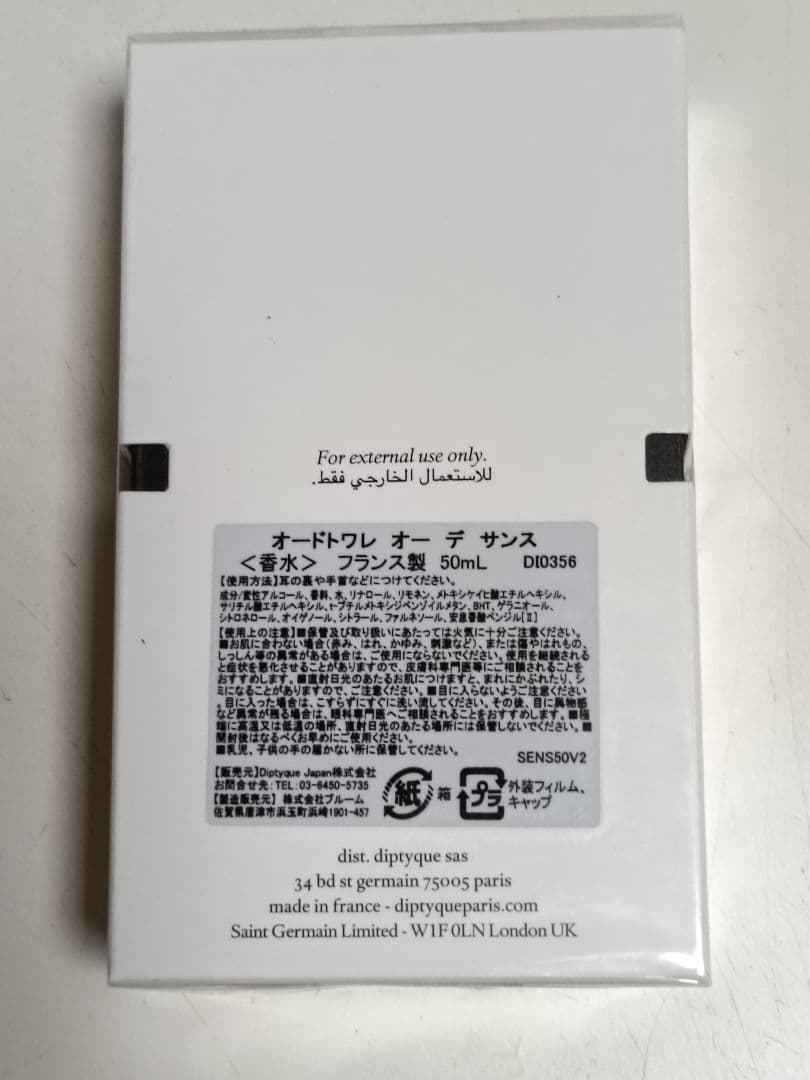 For external use only.
للاستعمال الخارجي فقط.
オードトワレ オー デ サンス
＜香水＞ フランス製 50mL DI0356
【使用方法】耳の裏や手首などにつけてください。
成分/変性アルコール、香料、水、リナロール、リモネン、メトキシケイヒ酸エチルヘキシル、
サリチル酸エチルヘキシル、t-ブチルメトキシジベンゾイルメタン、BHT、ゲラニオール、
シトロネロール、オイゲノール、シトラール、ファルネソール、安息香酸ベンジル[Ⅱ]
【使用上の注意】■保管及び取り扱いにあたっては火気に十分ご注意ください。
■お肌に合わない場合（赤み、はれ、かゆみ、刺激など）、または傷やはれもの、
しっしん等の異常がある場合は、ご使用にならないでください。使用を継続される
と症状を悪化させることがありますので、皮膚科専門医等にご相談されることを
おすすめします。■直射日光のあたるお肌につけますと、まれにかぶれたり、シ
ミになることがありますので、ご注意ください。■目に入らないようご注意ください
。目に入った場合は、こすらずにすぐに洗い流してください。その後、目に異物感
など異常が残る場合は、眼科専門医へご相談されることをおすすめします。■極
端に高温又は低温の場所、直射日光のあたる場所には保管しないでください。■
開封後はなるべくお早めにご使用ください。
■乳児、子供の手の届かない所に保管してください。
SENS50V2
【販売元】Diptyque Japan株式会社
お問合せ先：TEL：03-6450-5735
【製造販売元】 株式会社ブルーム
佐賀県唐津市浜玉町浜崎1901-457
紙 箱 プラ 外装フィルム、
キャップ
dist. diptyque sas
34 bd st germain 75005 paris
made in france - diptyqueparis.com
Saint Germain Limited - W1F 0LN London UK